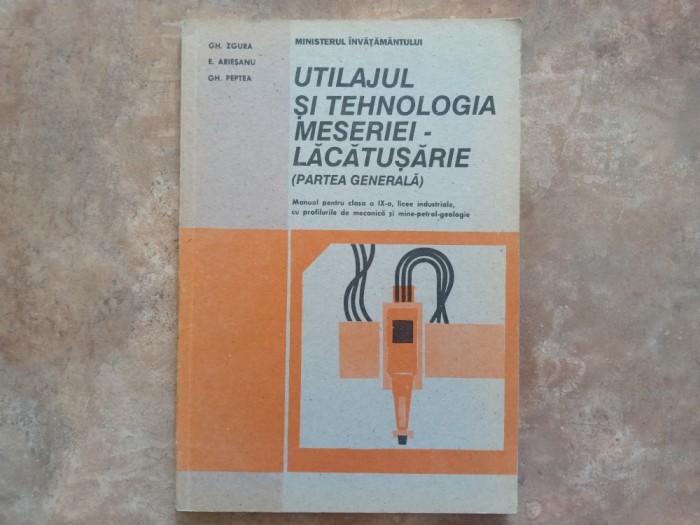 GH. ZGURA
E. ARIEȘANU
GH. PEPTEA
MINISTERUL ÎNVĂȚĂMÂNTULUI
UTILAJUL
ȘI TEHNOLOGIA
MESERIEI -
LĂCĂTUȘĂRIE
(PARTEA GENERALĂ)
Manual pentru clasa a IX-a, licee industriale,
cu profilurile de mecanică și mine-petrol-geologie